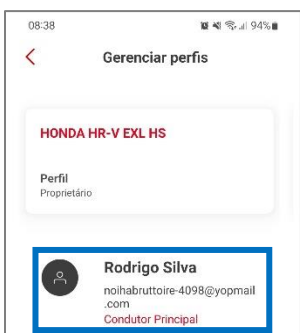 08:38 94%
Gerenciar perfis
HONDA HR-V EXL HS
Perfil
Proprietário
Rodrigo Silva
noihabruttoire-4098@yopmail
.com
Condutor Principal